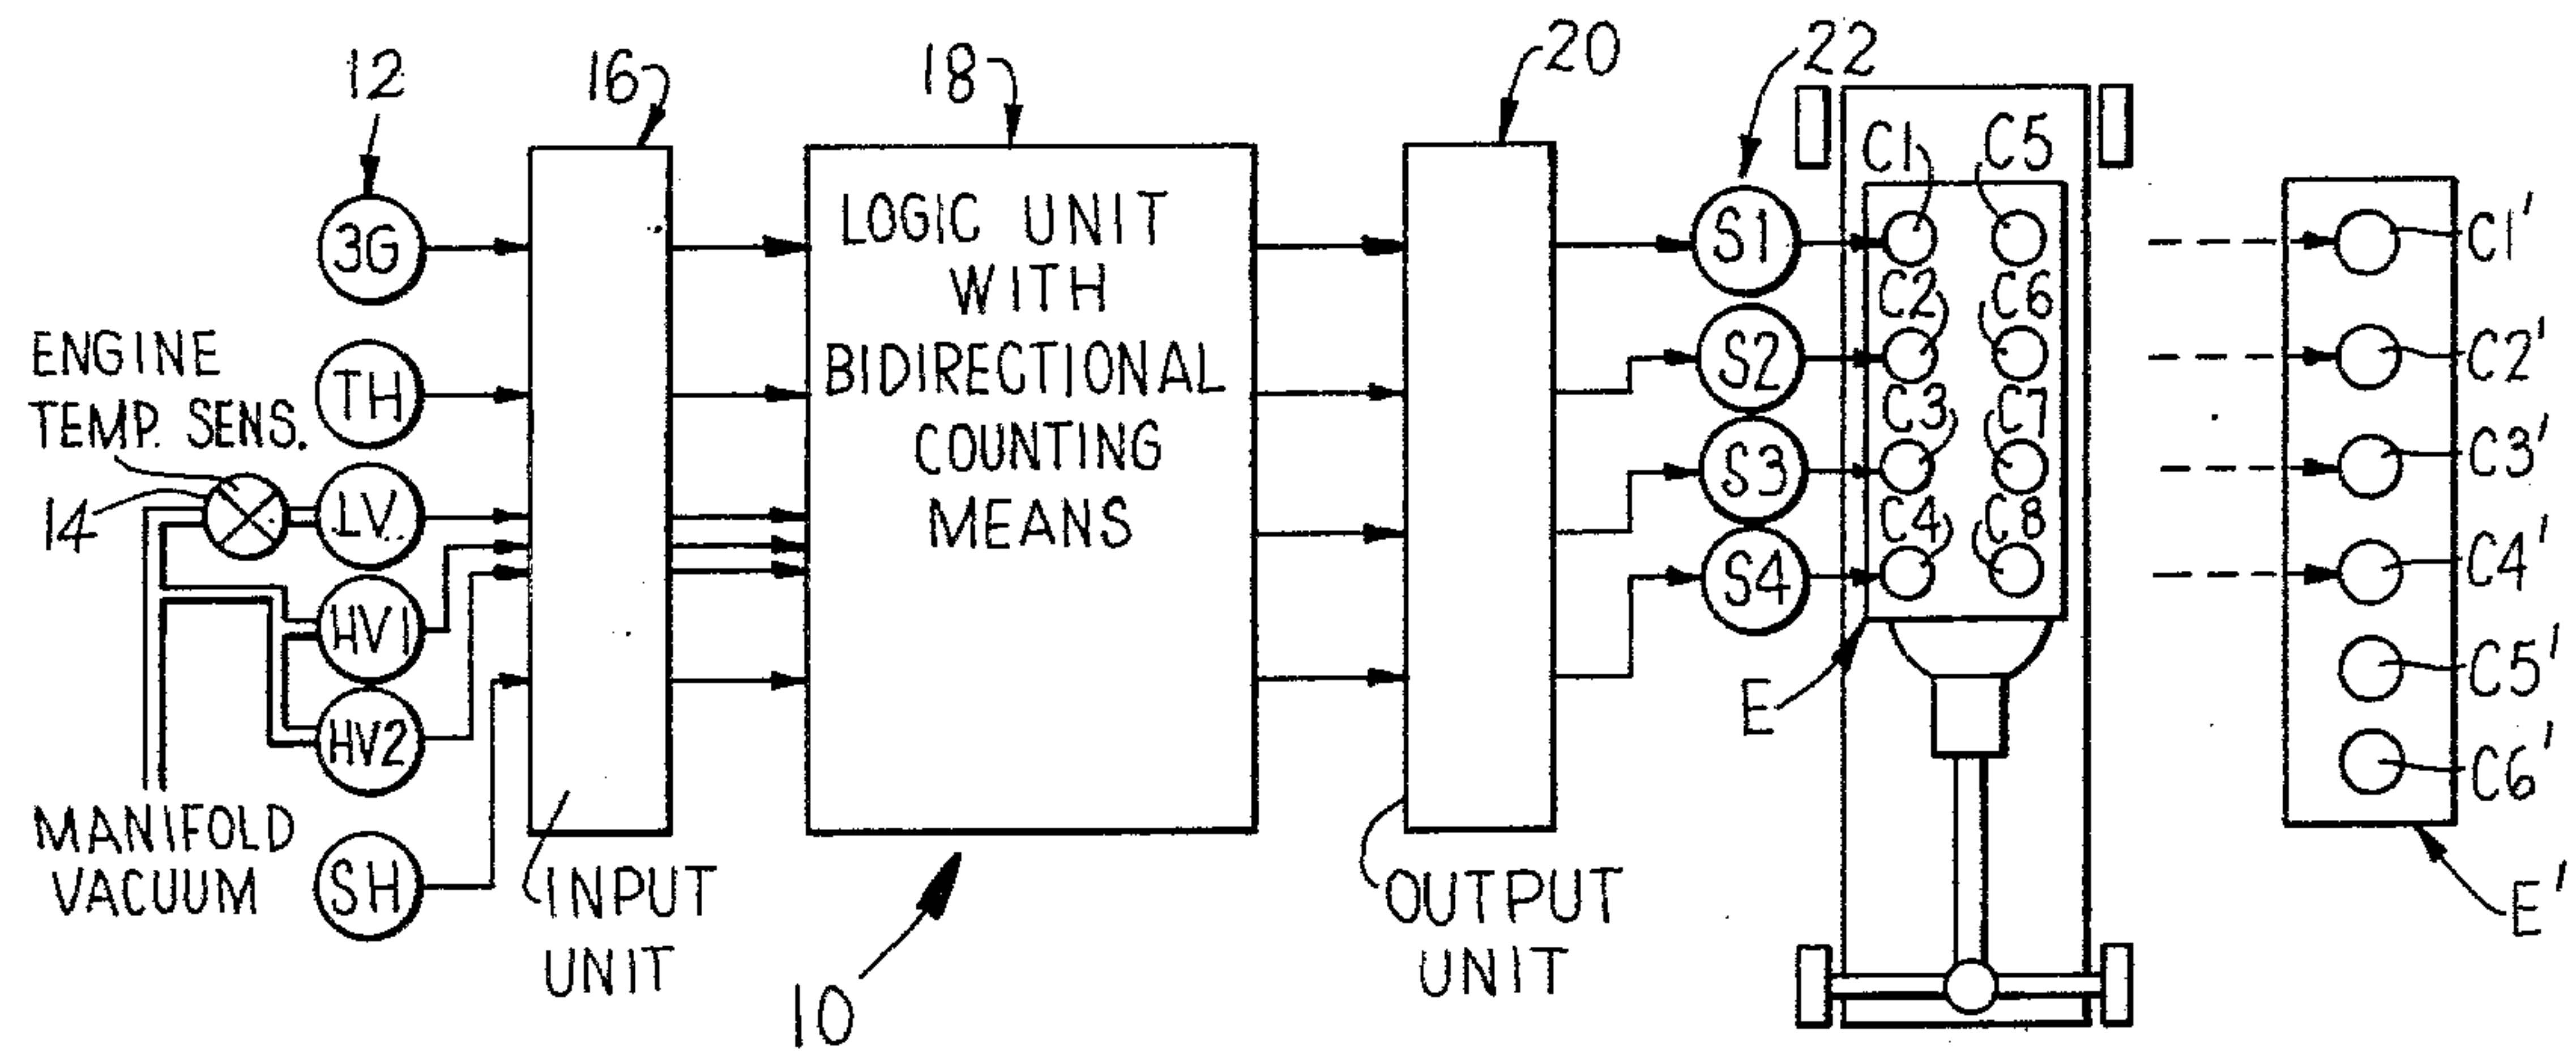 12
16
18
20
22
3G
TH
ENGINE
TEMP. SENS.
14
LV
HV1
HV2
MANIFOLD
VACUUM
SH
INPUT
UNIT
LOGIC UNIT
WITH
BIDIRECTIONAL
COUNTING
MEANS
10
OUTPUT
UNIT
S1
S2
S3
S4
C1
C5
C2
C6
C3
C7
C4
C8
E
C1'
C2'
C3'
C4'
C5'
C6'
E'